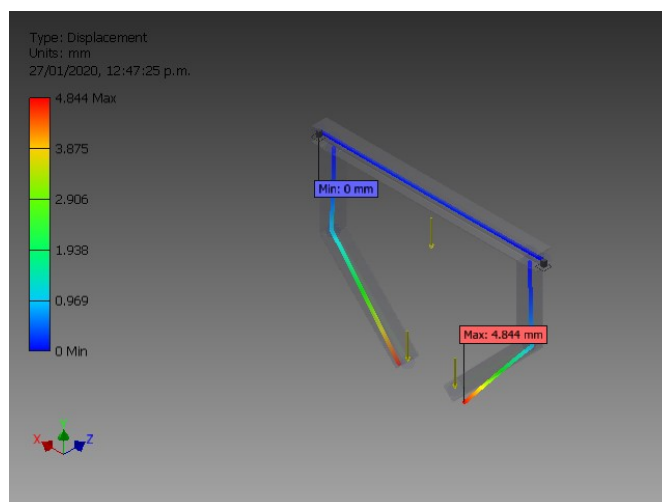 Type: Displacement
Units: mm
27/01/2020, 12:47:25 p.m.
4.844 Max
3.875
2.906
1.938
0.969
0 Min
Min: 0 mm
Max: 4.844 mm
X
Y
Z